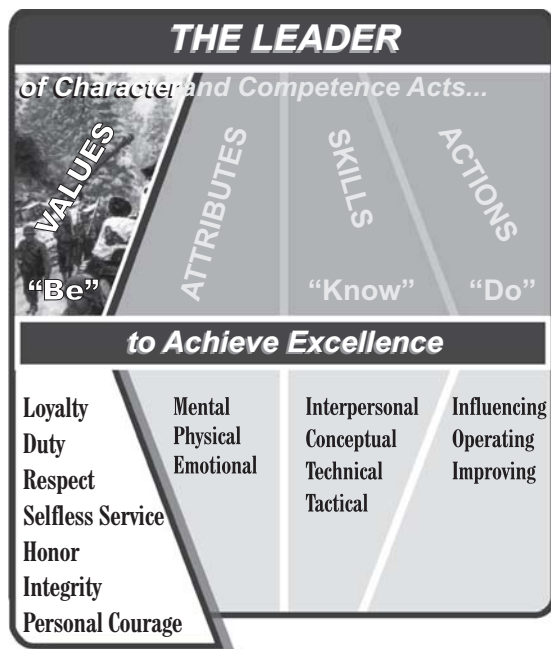 THE LEADER
of Character and Competence Acts...
VALUES
ATTRIBUTES
SKILLS
ACTIONS
“Be”
“Know”
“Do”
to Achieve Excellence
Loyalty
Duty
Respect
Selfless Service
Honor
Integrity
Personal Courage
Mental
Physical
Emotional
Interpersonal
Conceptual
Technical
Tactical
Influencing
Operating
Improving